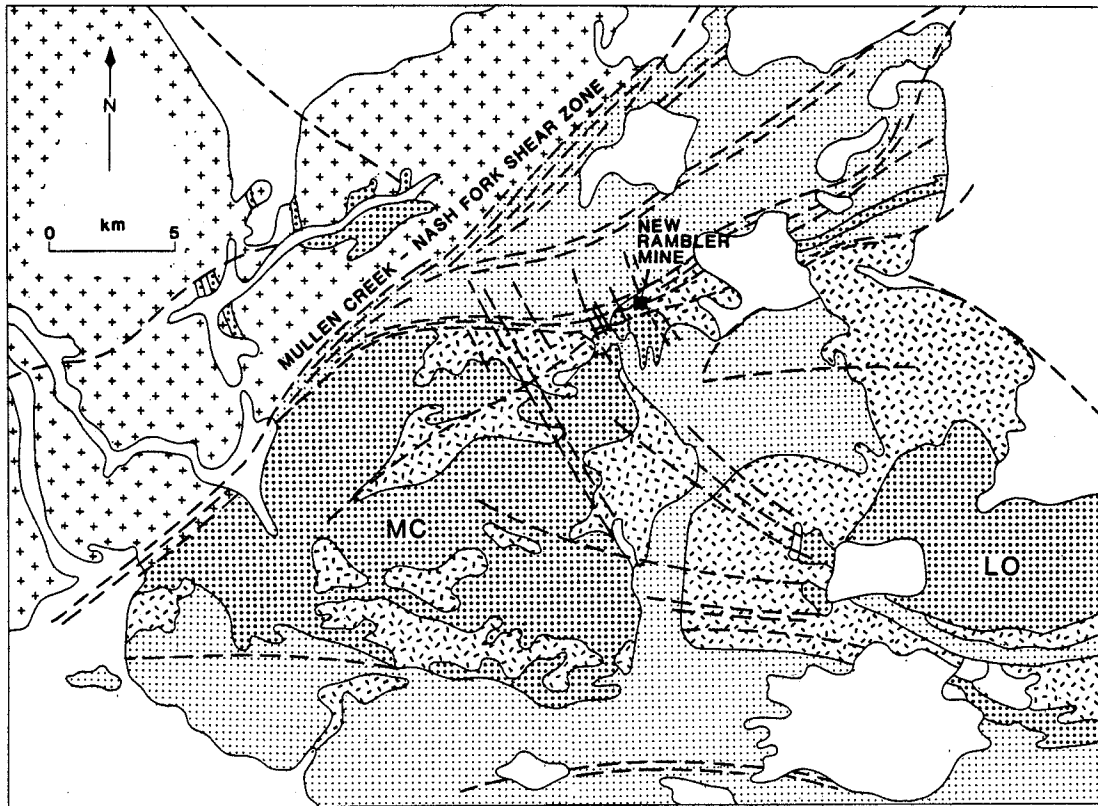 N
km
0 5
MULLEN CREEK - NASH FORK SHEAR ZONE
NEW
RAMBLER
MINE
MC
LO